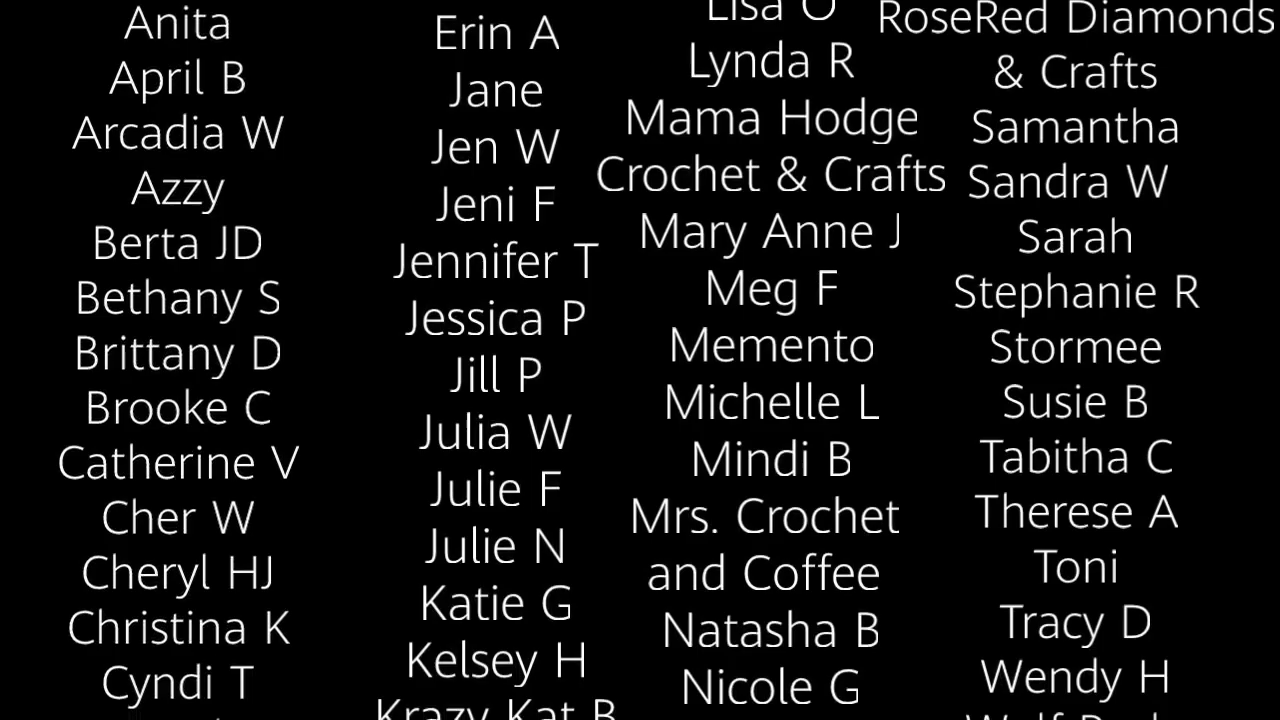 Anita
April B
Arcadia W
Azzy
Berta JD
Bethany S
Brittany D
Brooke C
Catherine V
Cher W
Cheryl HJ
Christina K
Cyndi T
Erin A
Jane
Jen W
Jeni F
Jennifer T
Jessica P
Jill P
Julia W
Julie F
Julie N
Katie G
Kelsey H
Krazy Kat B
Lisa O
Lynda R
Mama Hodge
Crochet & Crafts
Mary Anne J
Meg F
Memento
Michelle L
Mindi B
Mrs. Crochet
and Coffee
Natasha B
Nicole G
RoseRed Diamonds
& Crafts
Samantha
Sandra W
Sarah
Stephanie R
Stormee
Susie B
Tabitha C
Therese A
Toni
Tracy D
Wendy H